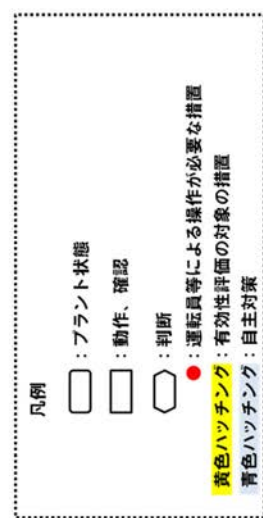 凡例
：プラント状態
：動作、確認
：判断
：運転員等による操作が必要な措置
黄色ハッチング：有効性評価の対象の措置
青色ハッチング：自主対策